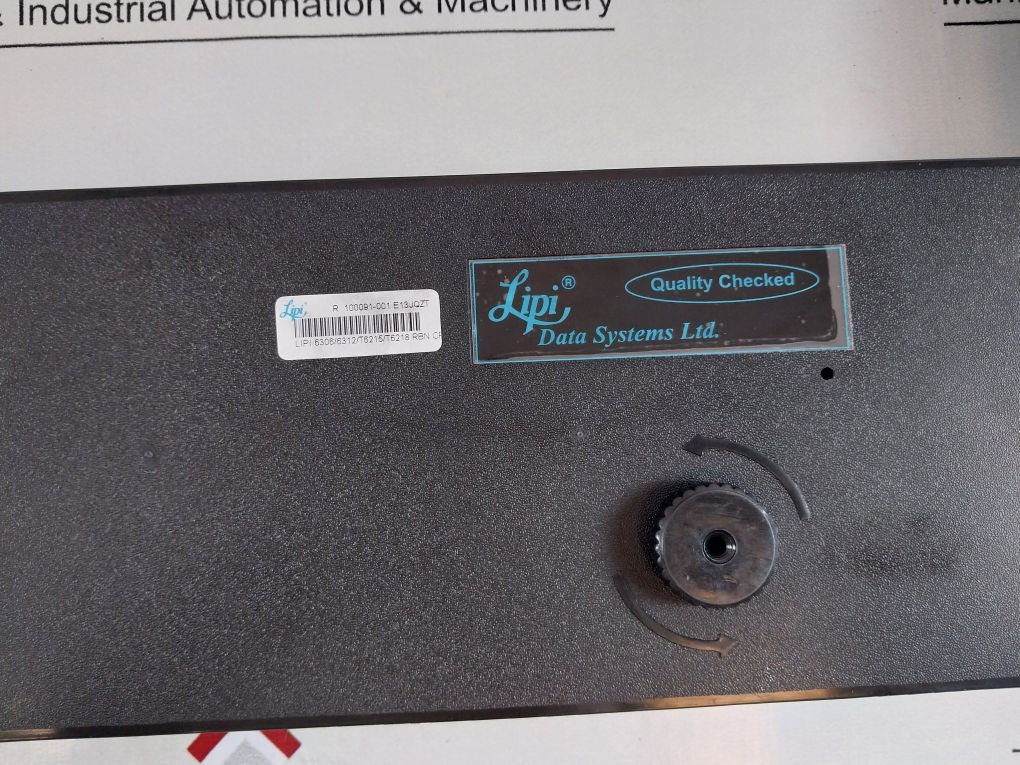 & Industrial Automation & Machinery
Lipi
R 100091-001 E13JQZT
LIPI 6306/6312/T6215/T6218 RBN
Lipi®
Quality Checked
Data Systems Ltd.